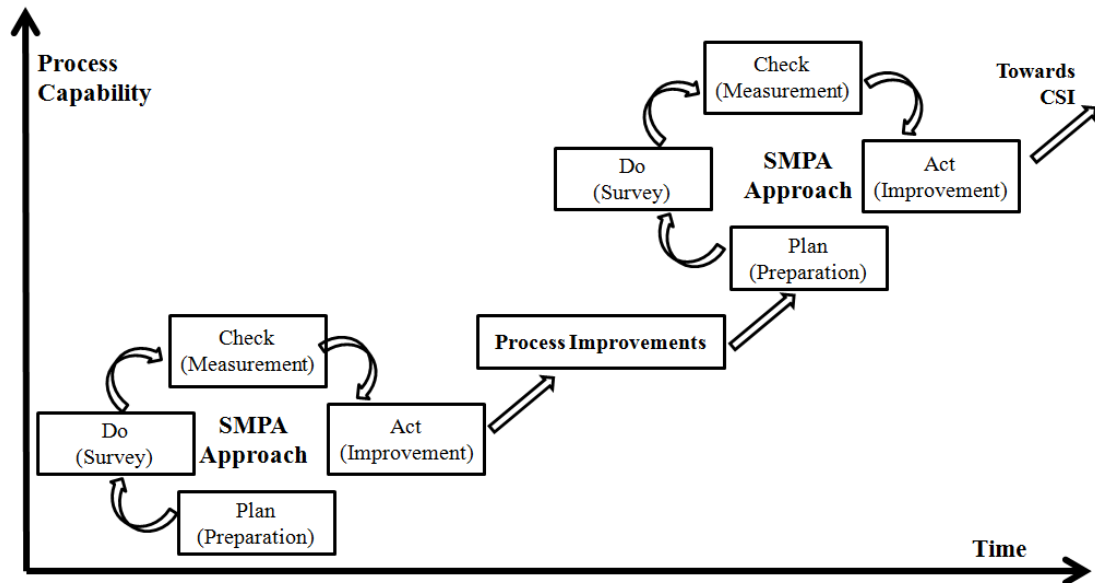 Process
Capability
Check
(Measurement)
Towards
CSI
Do
(Survey)
SMPA
Approach
Act
(Improvement)
Plan
(Preparation)
Check
(Measurement)
Process Improvements
Do
(Survey)
SMPA
Approach
Act
(Improvement)
Plan
(Preparation)
Time